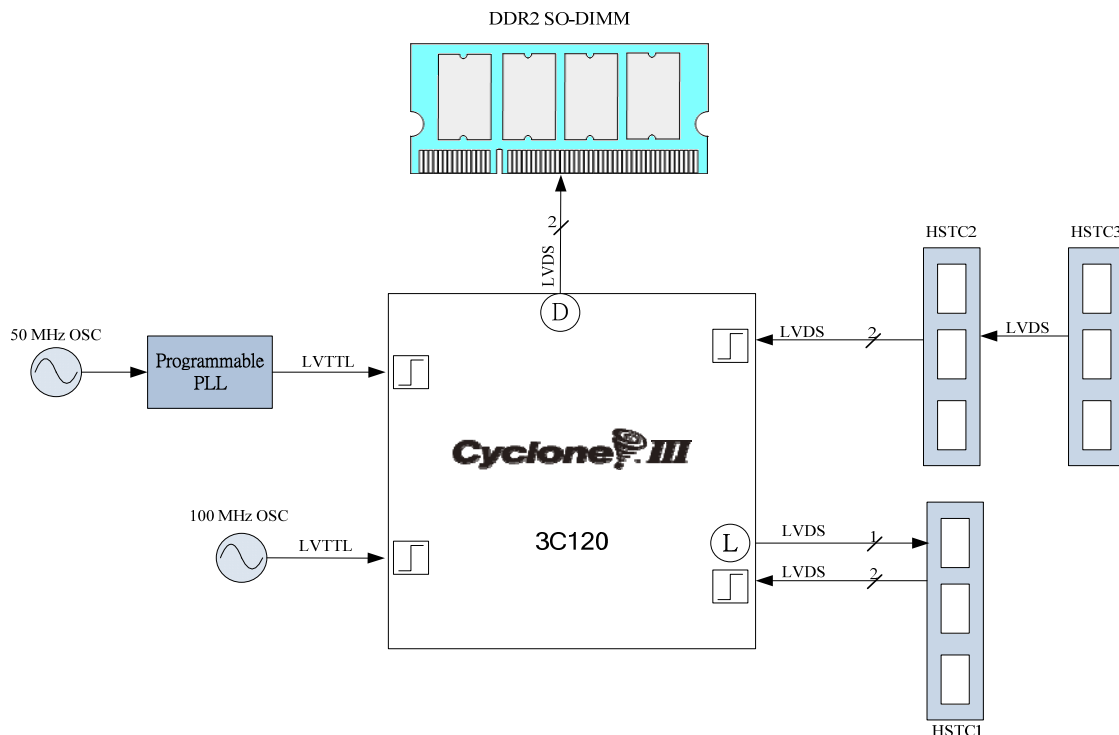 DDR2 SO-DIMM
2
LVDS
D
HSTC2
HSTC3
LVDS
2
LVDS
50 MHz OSC
Programmable
PLL
LVTTL
Cyclone III
100 MHz OSC
LVTTL
3C120
L
LVDS
1
LVDS
2
HSTC1